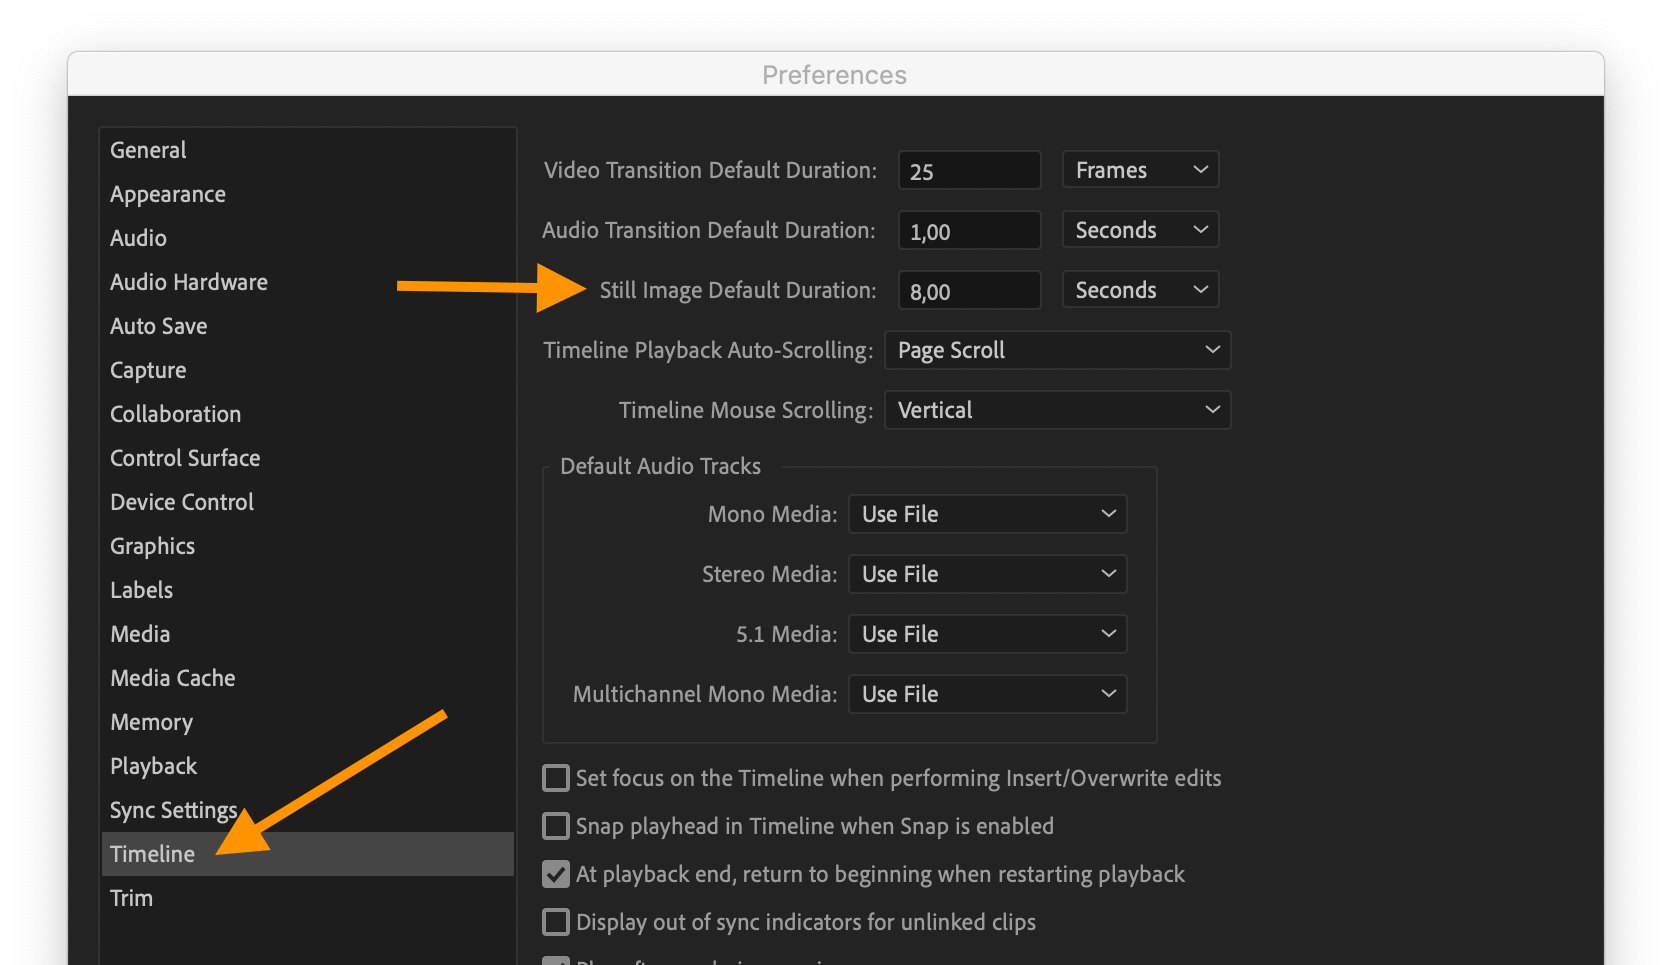 Preferences
General
Appearance
Audio
Audio Hardware
Auto Save
Capture
Collaboration
Control Surface
Device Control
Graphics
Labels
Media
Media Cache
Memory
Playback
Sync Settings
Timeline
Trim
Video Transition Default Duration: 25 Frames
Audio Transition Default Duration: 1,00 Seconds
Still Image Default Duration: 8,00 Seconds
Timeline Playback Auto-Scrolling: Page Scroll
Timeline Mouse Scrolling: Vertical
Default Audio Tracks
Mono Media: Use File
Stereo Media: Use File
5.1 Media: Use File
Multichannel Mono Media: Use File
Set focus on the Timeline when performing Insert/Overwrite edits
Snap playhead in Timeline when Snap is enabled
At playback end, return to beginning when restarting playback
Display out of sync indicators for unlinked clips